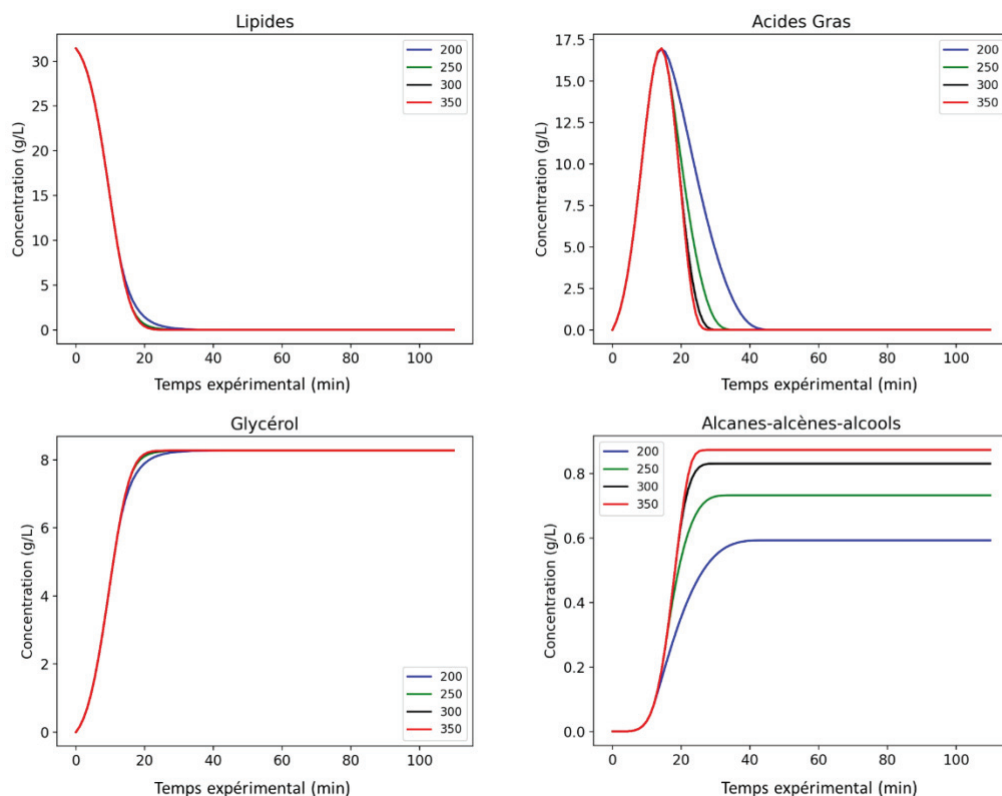 Lipides
Concentration (g/L)
30
25
20
15
10
5
0
200
250
300
350
0 20 40 60 80 100
Temps expérimental (min)
Acides Gras
Concentration (g/L)
17.5
15.0
12.5
10.0
7.5
5.0
2.5
0.0
200
250
300
350
0 20 40 60 80 100
Temps expérimental (min)
Glycérol
Concentration (g/L)
8
6
4
2
0
200
250
300
350
0 20 40 60 80 100
Temps expérimental (min)
Alcanes-alcènes-alcools
Concentration (g/L)
0.8
0.6
0.4
0.2
0.0
200
250
300
350
0 20 40 60 80 100
Temps expérimental (min)